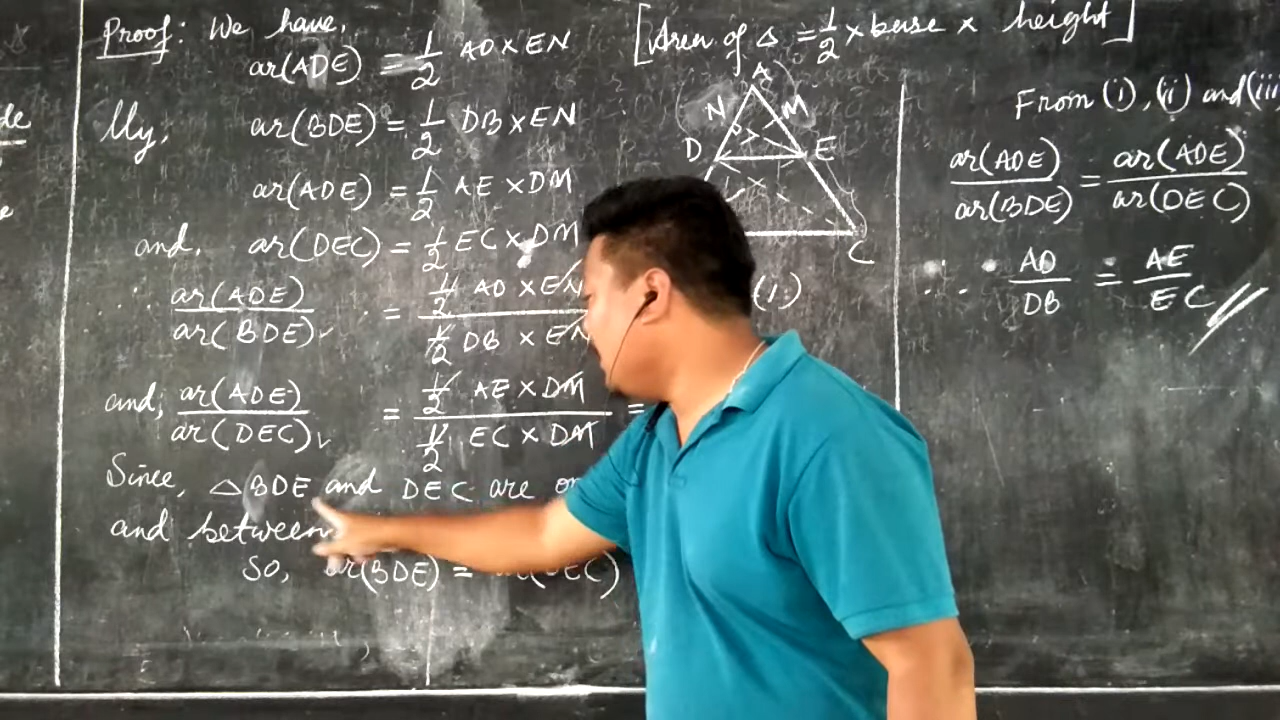 Proof: We have,
ar(ADE) = 1/2 AD × EN [Area of △ = 1/2 × base × height]
lly, ar(BDE) = 1/2 DB × EN
ar(ADE) = 1/2 AE × DM
and, ar(DEC) = 1/2 EC × DM
∴ ar(ADE)/ar(BDE) = 1/2 AD × EN / 1/2 DB × EN (i)
and, ar(ADE)/ar(DEC) = 1/2 AE × DM / 1/2 EC × DM =
Since, △BDE and DEC are on
and between
So, ar(BDE) = ar(DEC)
A
N M
D E
C
From (i), (ii) and (iii
ar(ADE)/ar(BDE) = ar(ADE)/ar(DEC)
∴ AD/DB = AE/EC